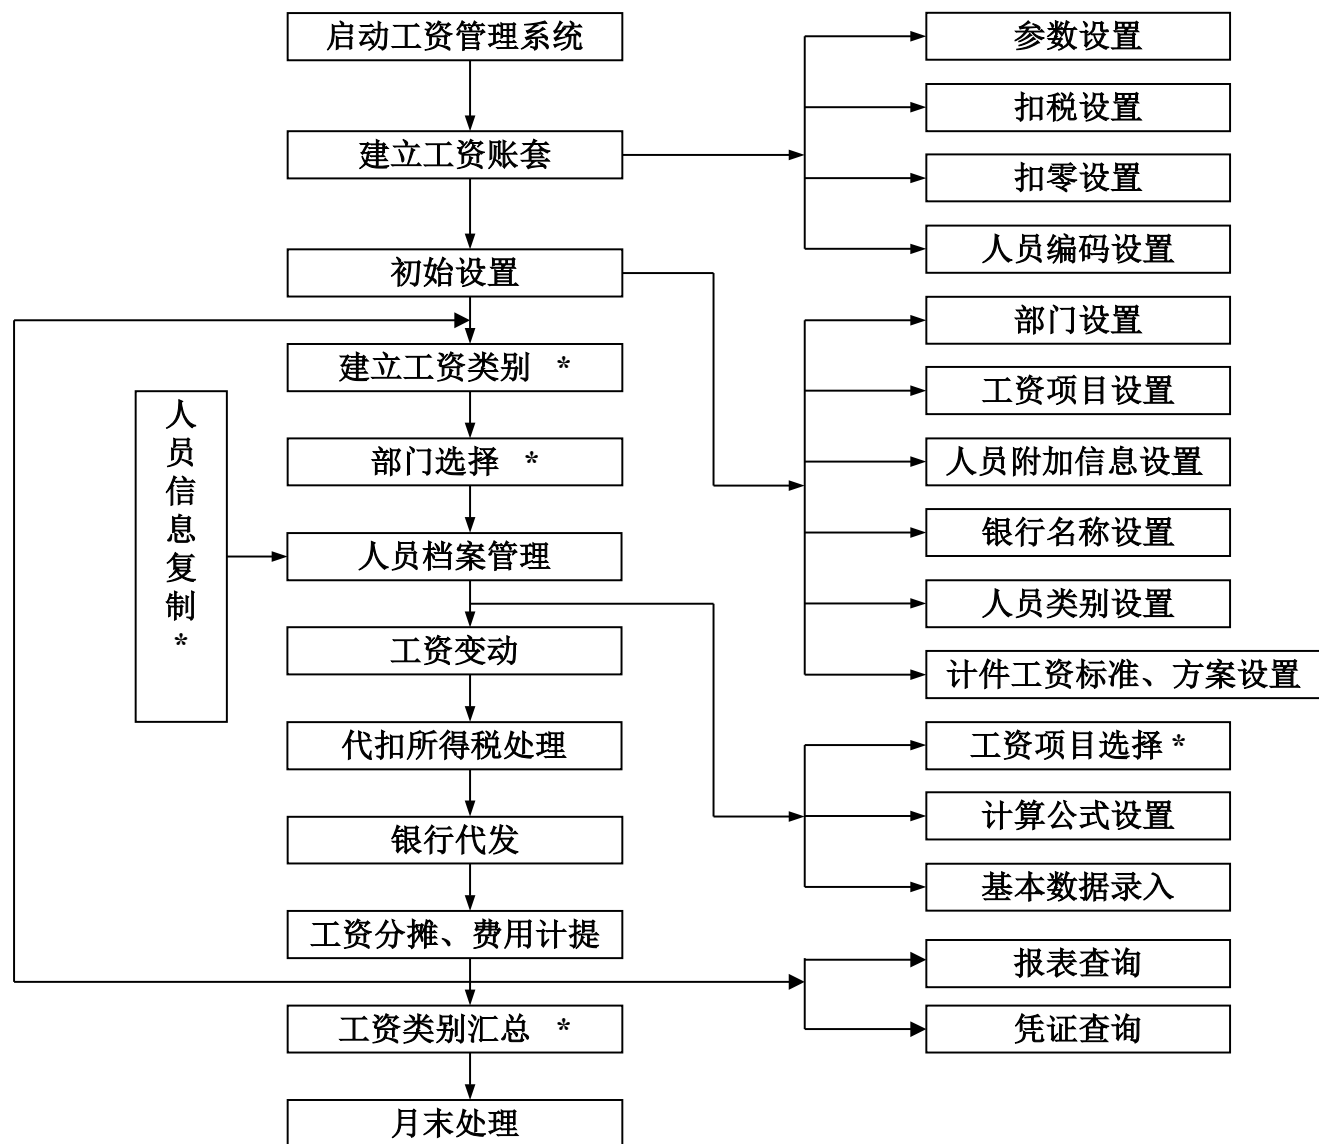 启动工资管理系统
建立工资账套
初始设置
建立工资类别 *
部门选择 *
人员档案管理
工资变动
代扣所得税处理
银行代发
工资分摊、费用计提
工资类别汇总 *
月末处理
人
员
信
息
复
制
*
参数设置
扣税设置
扣零设置
人员编码设置
部门设置
工资项目设置
人员附加信息设置
银行名称设置
人员类别设置
计件工资标准、方案设置
工资项目选择*
计算公式设置
基本数据录入
报表查询
凭证查询